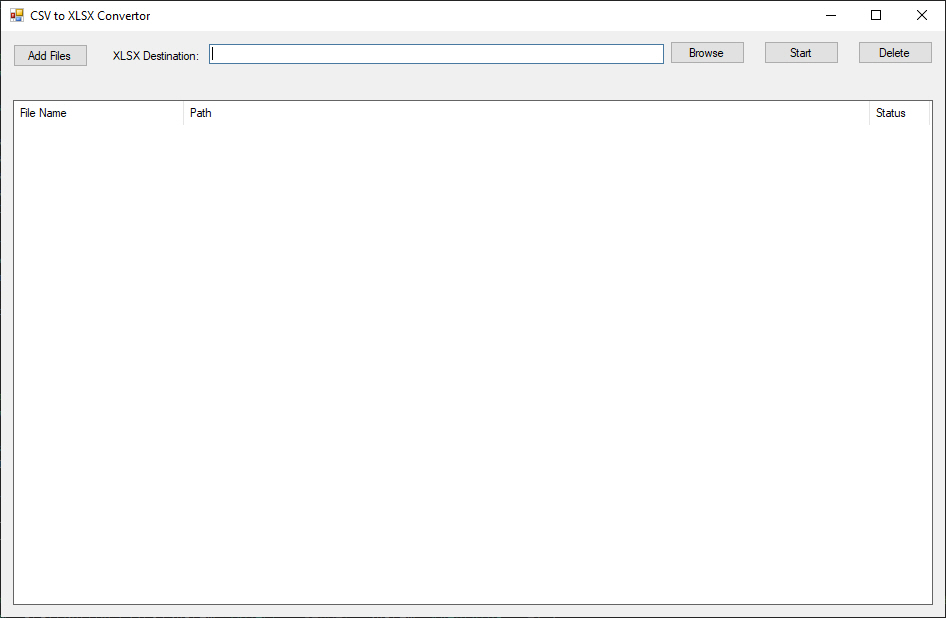 CSV to XLSX Convertor
Add Files XLSX Destination: Browse Start Delete
File Name Path Status